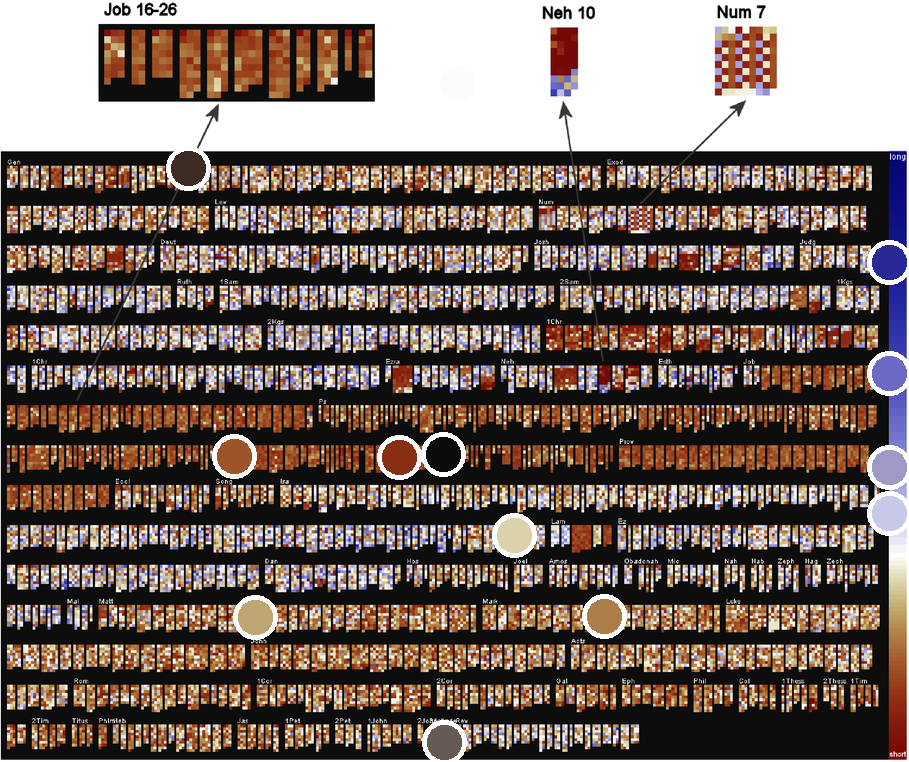 Job 16-26
Neh 10
Num 7
long
Gen
Exod
Lev
Num
Deut
Josh
Judg
Ruth
1Sam
2Sam
1Kgs
2Kgs
1Chr
1Chr
Ezra
Neh
Esth
Job
Ps
Prov
Eccl
Song
Isa
Lam
Ez
Dan
Hos
Joel
Amos
Obadonah
Mic
Nah
Hab
Zeph
Hag
Zech
Mal
Matt
Mark
Luke
John
Acts
Rom
1Cor
2Cor
Gal
Eph
Phil
Col
1Thess
2Thess
1Tim
2Tim
Titus
Phlmleb
Jas
1Pet
2Pet
1John
Rev
short